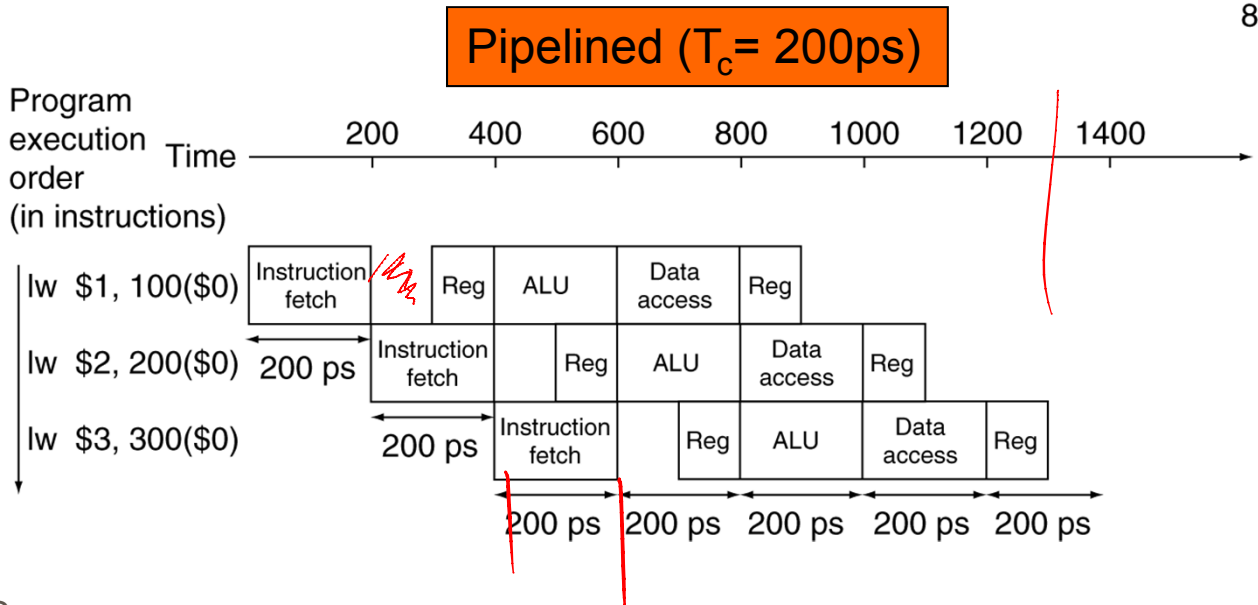 8
Pipelined (Tc= 200ps)
Program
execution
order
(in instructions)
Time
200 400 600 800 1000 1200 1400
lw $1, 100($0)
Instruction
fetch
Reg
ALU
Data
access
Reg
200 ps
lw $2, 200($0)
Instruction
fetch
Reg
ALU
Data
access
Reg
200 ps
lw $3, 300($0)
Instruction
fetch
Reg
ALU
Data
access
Reg
200 ps 200 ps 200 ps 200 ps 200 ps